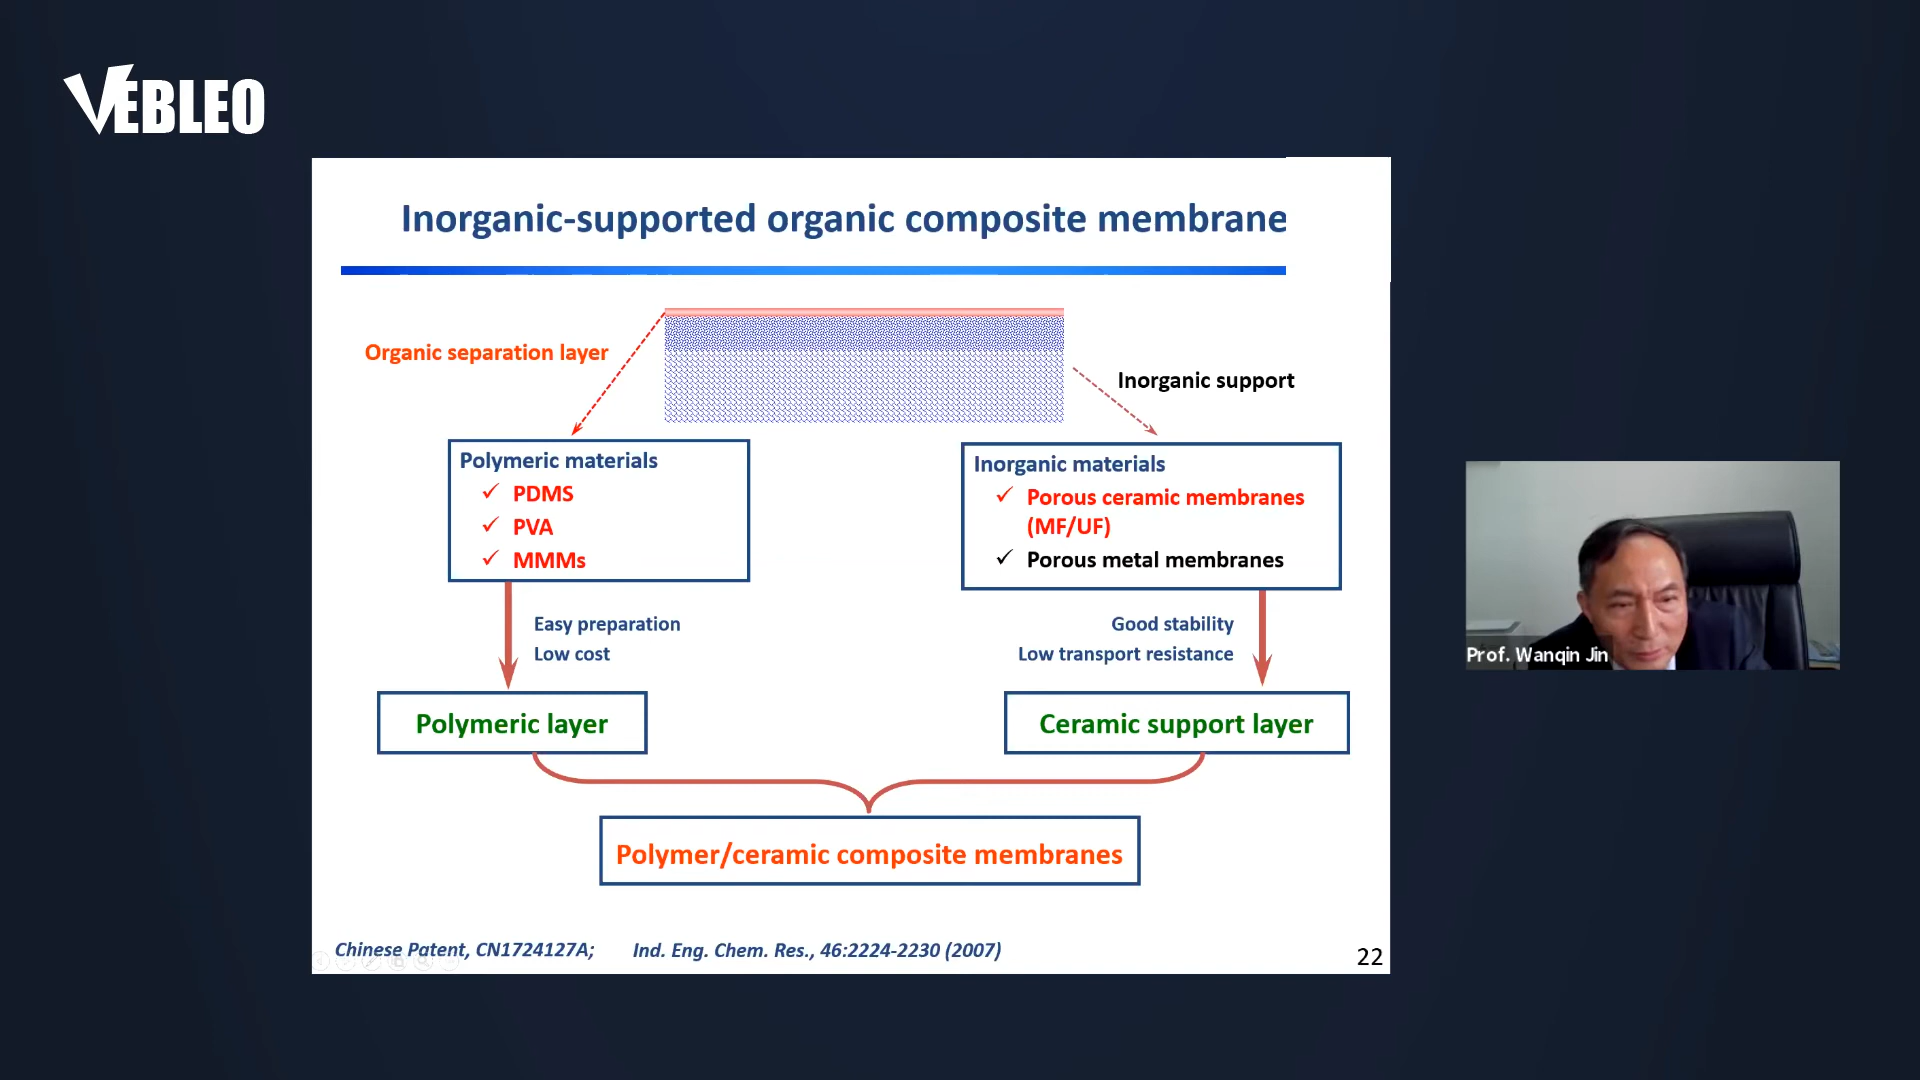 VEBLEO
Inorganic-supported organic composite membrane
Organic separation layer
Inorganic support
Polymeric materials
✓ PDMS
✓ PVA
✓ MMMs
Inorganic materials
✓ Porous ceramic membranes
(MF/UF)
✓ Porous metal membranes
Easy preparation
Low cost
Good stability
Low transport resistance
Polymeric layer
Ceramic support layer
Polymer/ceramic composite membranes
Chinese Patent, CN1724127A; Ind. Eng. Chem. Res., 46:2224-2230 (2007)
22
Prof. Wanqin Jin